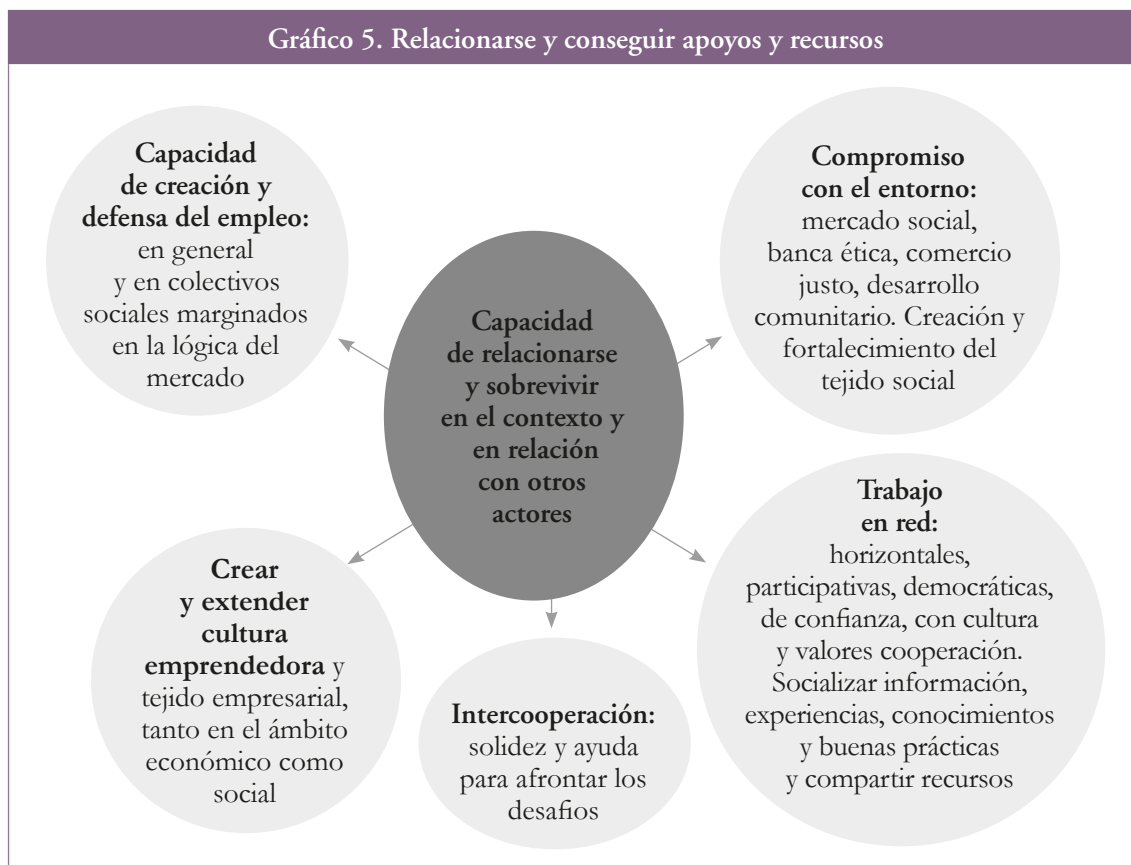 Gráfico 5. Relacionarse y conseguir apoyos y recursos
Capacidad
de creación y
defensa del empleo:
en general
y en colectivos
sociales marginados
en la lógica del
mercado
Compromiso
con el entorno:
mercado social,
banca ética, comercio
justo, desarrollo
comunitario. Creación y
fortalecimiento del
tejido social
Capacidad
de relacionarse
y sobrevivir
en el contexto y
en relación
con otros
actores
Crear
y extender
cultura
emprendedora y
tejido empresarial,
tanto en el ámbito
económico como
social
Intercooperación:
solidez y ayuda
para afrontar los
desafios
Trabajo
en red:
horizontales,
participativas, democráticas,
de confianza, con cultura
y valores cooperación.
Socializar información,
experiencias, conocimientos
y buenas prácticas
y compartir recursos